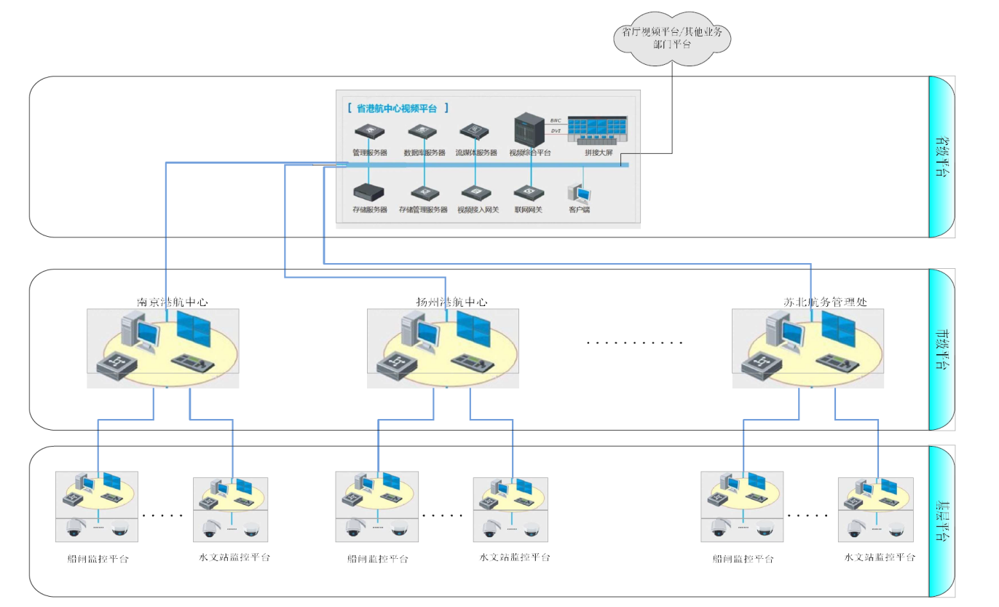 省厅视频平台/其他业务
部门平台
[ 省港航中心视频平台 ]
BNC
DVI
管理服务器 数据库服务器 流媒体服务器 视频综合平台 拼接大屏
存储服务器 存储管理服务器 视频接入网关 联网网关 客户端
省级平台
南京港航中心 扬州港航中心 苏北航务管理处
...........
市级平台
...... ...... ...... ...... ...... ......
..... ..... .....
船闸监控平台 水文站监控平台 船闸监控平台 水文站监控平台 船闸监控平台 水文站监控平台
基层平台